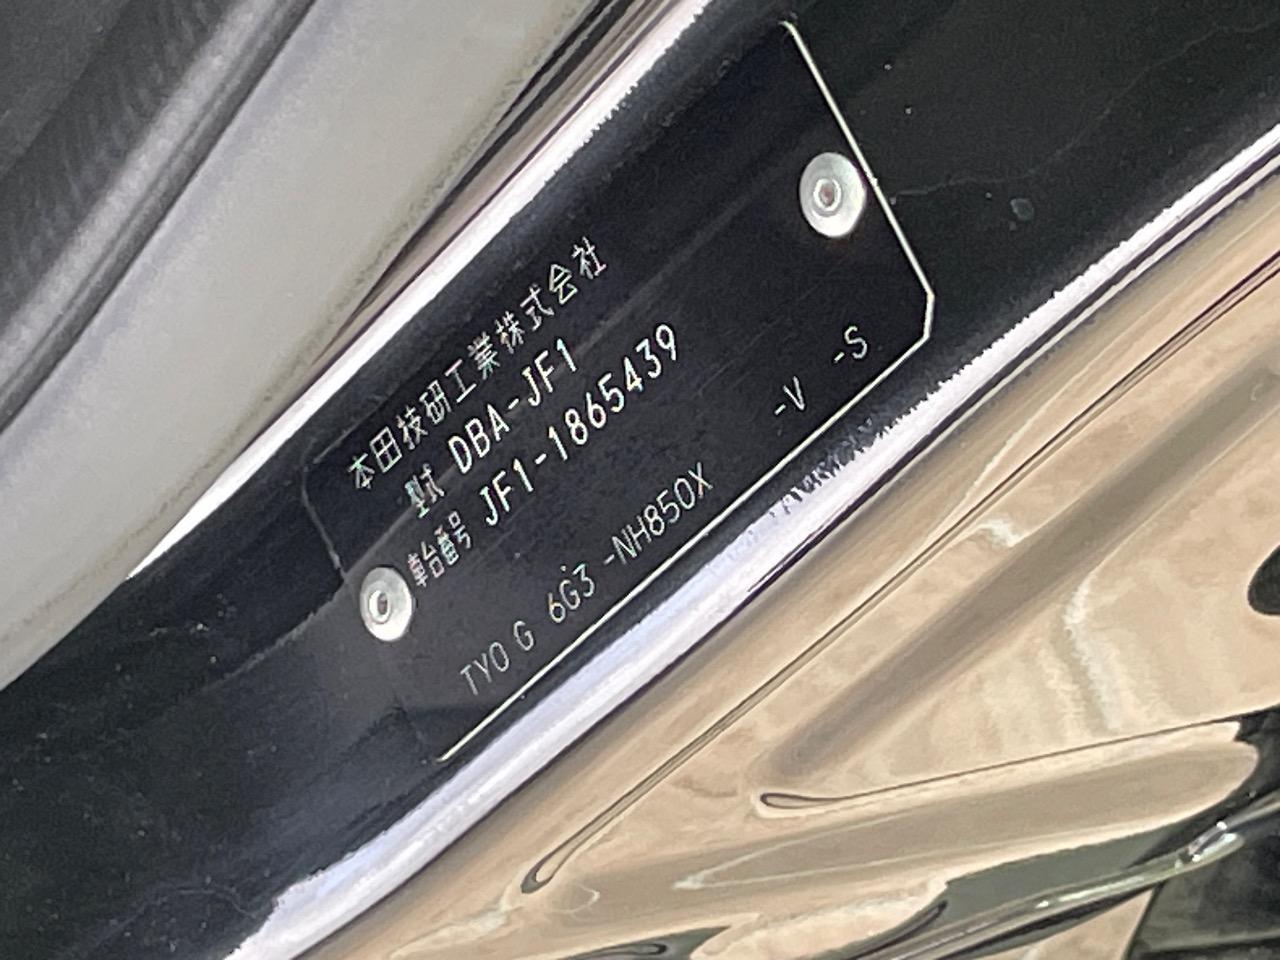 本田技研工業株式会社
型式 DBA-JF1
車台番号 JF1-1865439
TYO G 6G3 -NH850X -V -S